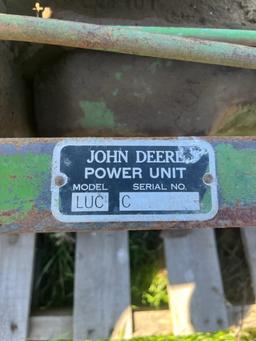 JOHN DEERE
POWER UNIT
MODEL SERIAL NO.
LUC C